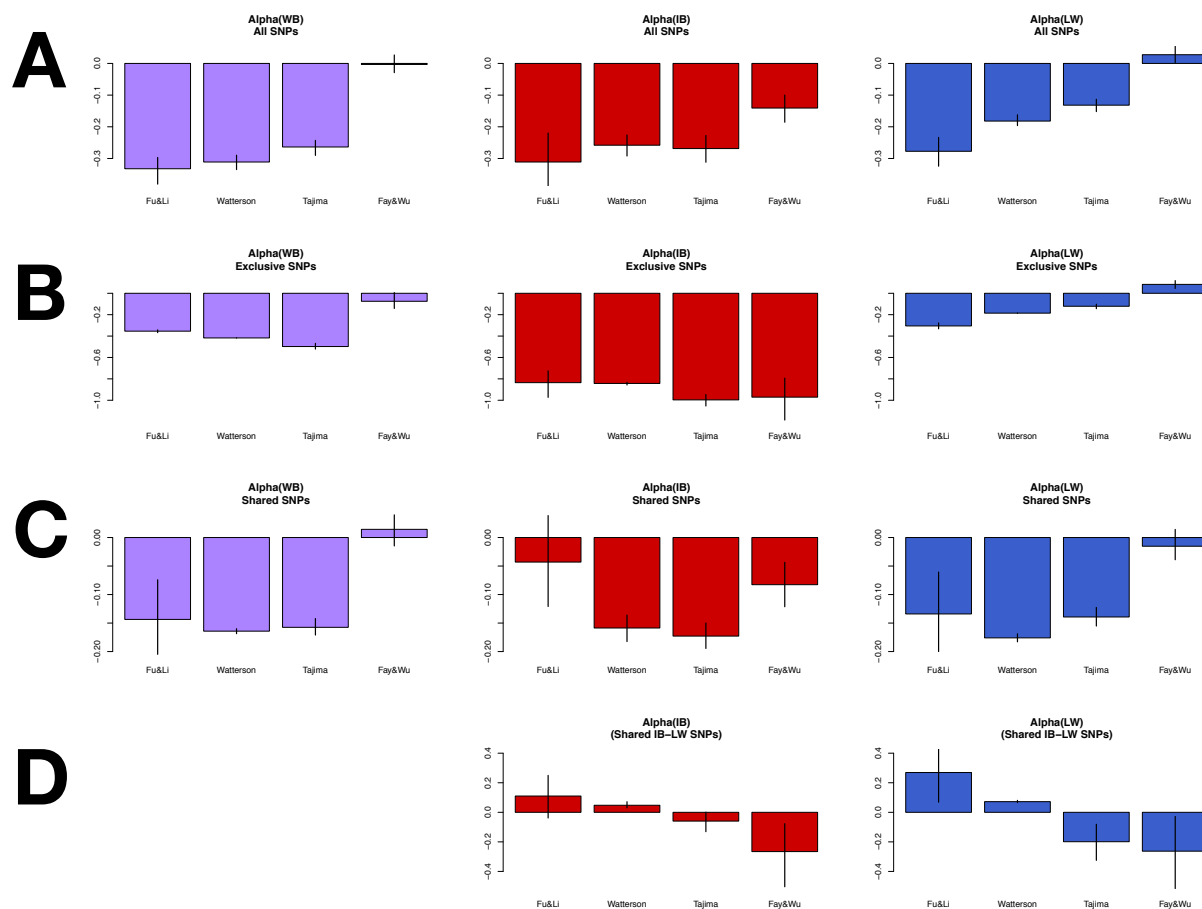 A
Alpha(WB)
All SNPs
0.0
−0.1
−0.2
−0.3
Fu&Li Watterson Tajima Fay&Wu
Alpha(IB)
All SNPs
0.0
−0.1
−0.2
−0.3
Fu&Li Watterson Tajima Fay&Wu
Alpha(LW)
All SNPs
0.0
−0.1
−0.2
−0.3
Fu&Li Watterson Tajima Fay&Wu
B
Alpha(WB)
Exclusive SNPs
−0.2
−0.6
−1.0
Fu&Li Watterson Tajima Fay&Wu
Alpha(IB)
Exclusive SNPs
−0.2
−0.6
−1.0
Fu&Li Watterson Tajima Fay&Wu
Alpha(LW)
Exclusive SNPs
−0.2
−0.6
−1.0
Fu&Li Watterson Tajima Fay&Wu
C
Alpha(WB)
Shared SNPs
0.00
−0.10
−0.20
Fu&Li Watterson Tajima Fay&Wu
Alpha(IB)
Shared SNPs
0.00
−0.10
−0.20
Fu&Li Watterson Tajima Fay&Wu
Alpha(LW)
Shared SNPs
0.00
−0.10
−0.20
Fu&Li Watterson Tajima Fay&Wu
D
Alpha(IB)
(Shared IB−LW SNPs)
0.4
0.2
0.0
−0.2
−0.4
Fu&Li Watterson Tajima Fay&Wu
Alpha(LW)
(Shared IB−LW SNPs)
0.4
0.2
0.0
−0.2
−0.4
Fu&Li Watterson Tajima Fay&Wu